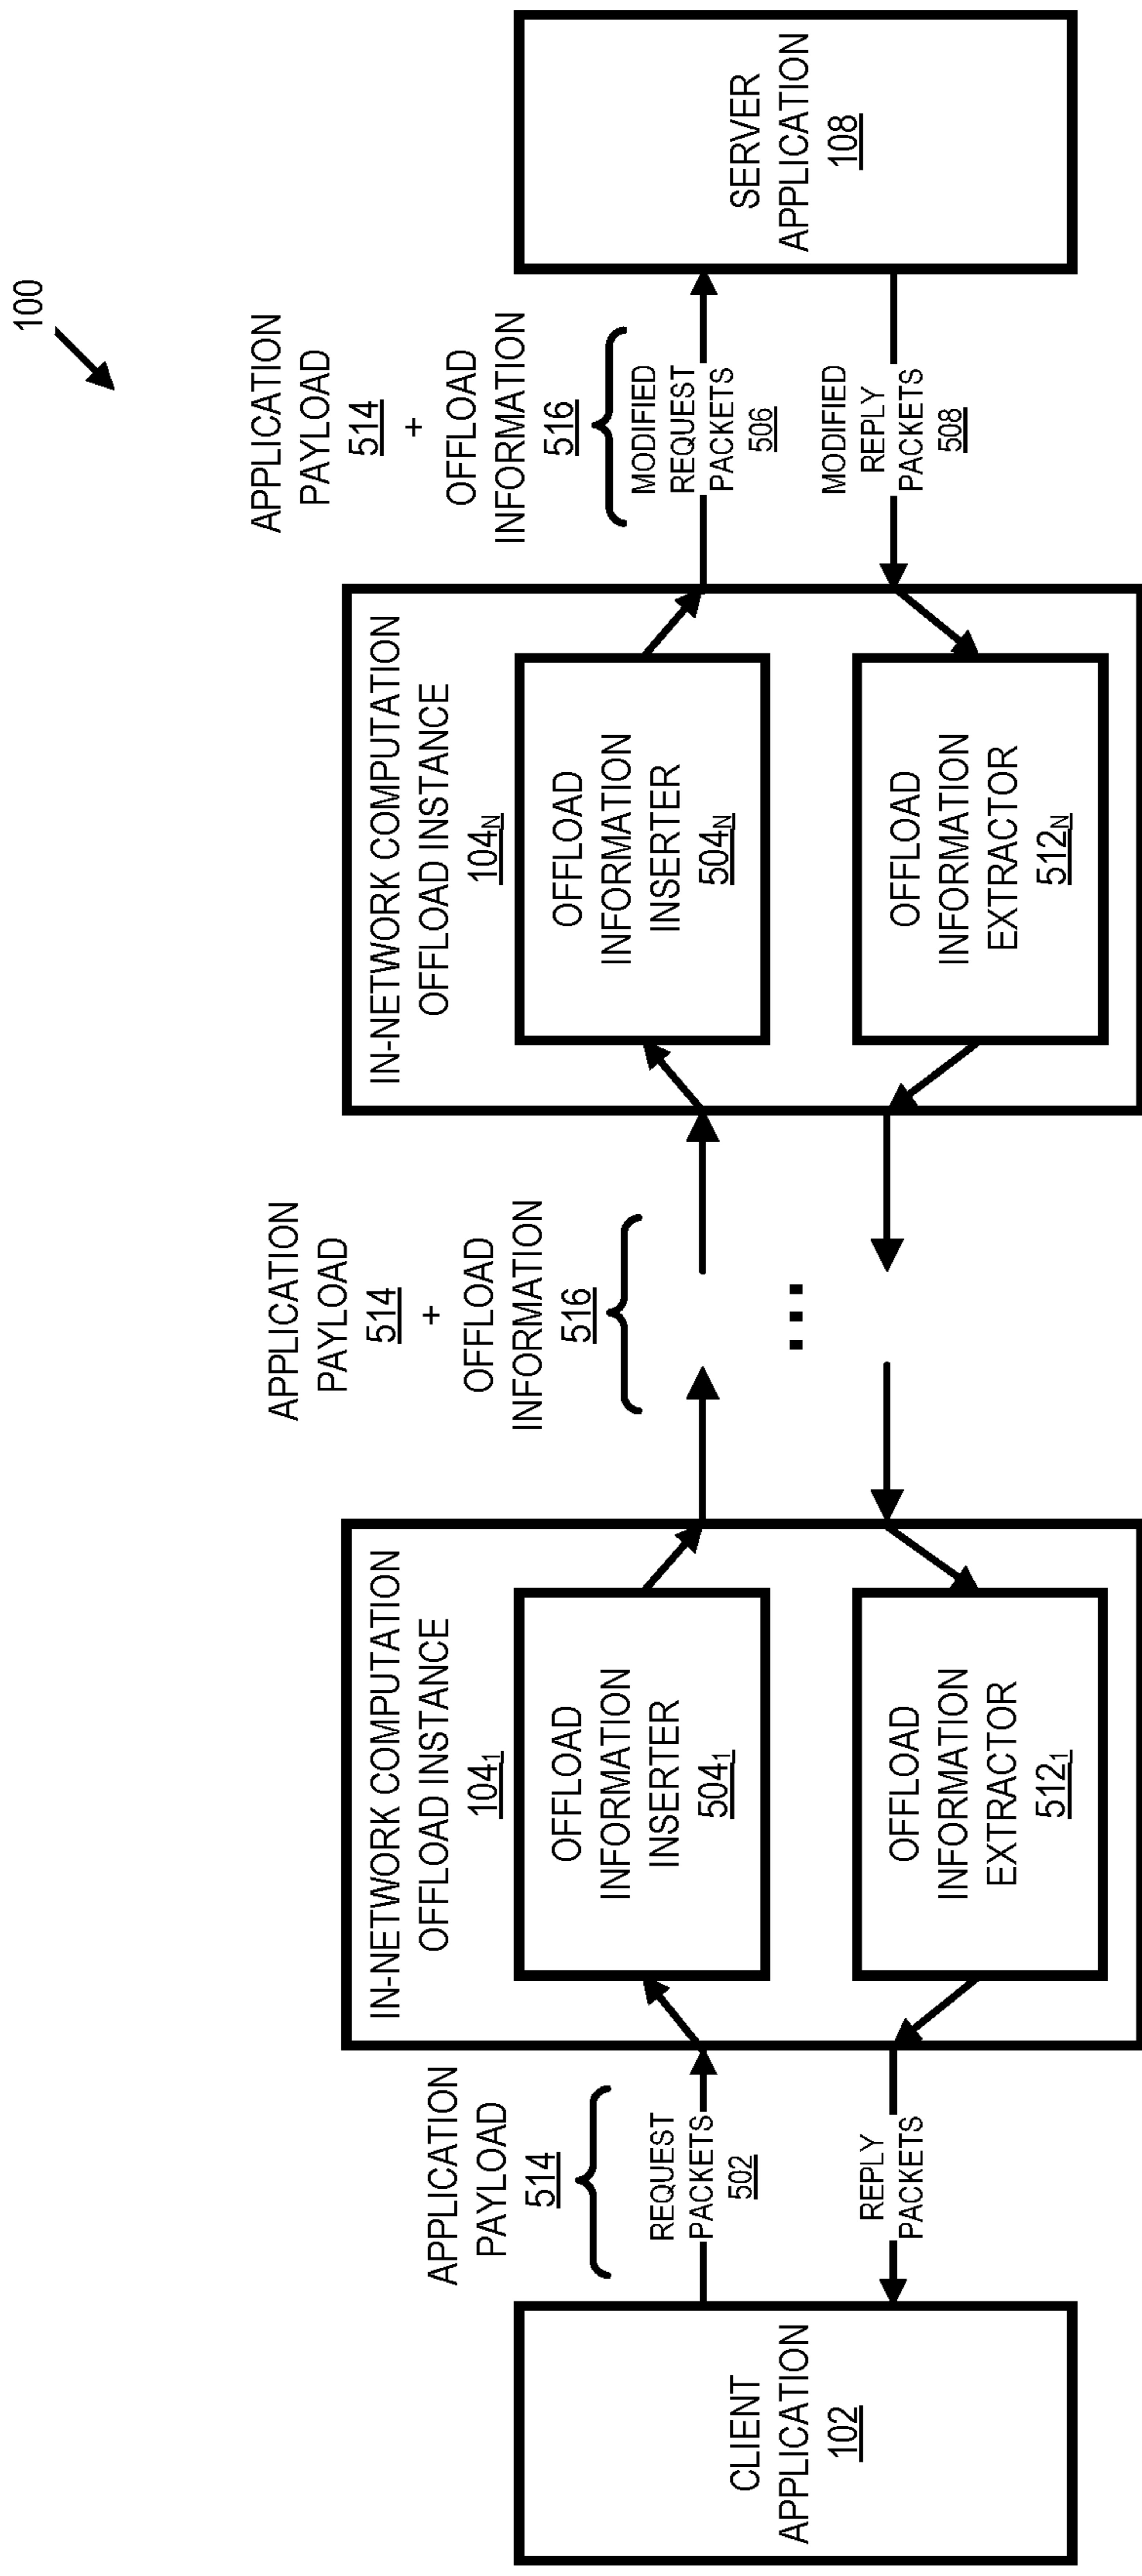 100
CLIENT
APPLICATION
102
APPLICATION
PAYLOAD
514
REQUEST
PACKETS
502
REPLY
PACKETS
IN-NETWORK COMPUTATION
OFFLOAD INSTANCE
104₁
OFFLOAD
INFORMATION
INSERTER
504₁
OFFLOAD
INFORMATION
EXTRACTOR
512₁
APPLICATION
PAYLOAD
514
+
OFFLOAD
INFORMATION
516
...
IN-NETWORK COMPUTATION
OFFLOAD INSTANCE
104N
OFFLOAD
INFORMATION
INSERTER
504N
OFFLOAD
INFORMATION
EXTRACTOR
512N
APPLICATION
PAYLOAD
514
+
OFFLOAD
INFORMATION
516
MODIFIED
REQUEST
PACKETS
506
MODIFIED
REPLY
PACKETS
508
SERVER
APPLICATION
108